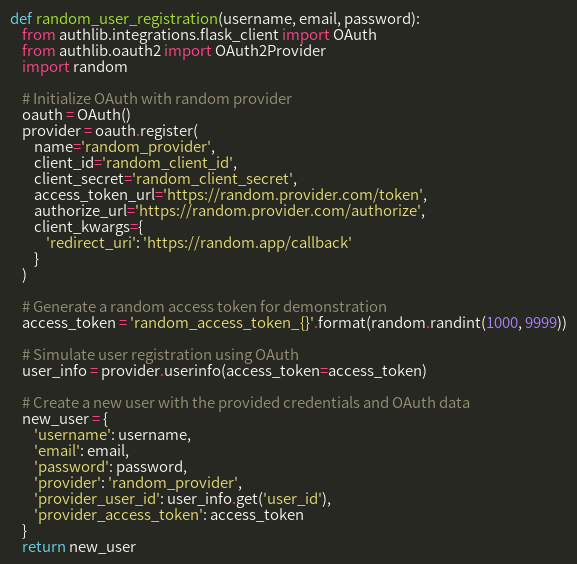 def random_user_registration(username, email, password):
    from authlib.integrations.flask_client import OAuth
    from authlib.oauth2 import OAuth2Provider
    import random

    # Initialize OAuth with random provider
    oauth = OAuth()
    provider = oauth.register(
        name='random_provider',
        client_id='random_client_id',
        client_secret='random_client_secret',
        access_token_url='https://random.provider.com/token',
        authorize_url='https://random.provider.com/authorize',
        client_kwargs={
            'redirect_uri': 'https://random.app/callback'
        }
    )

    # Generate a random access token for demonstration
    access_token = 'random_access_token_{}'.format(random.randint(1000, 9999))

    # Simulate user registration using OAuth
    user_info = provider.userinfo(access_token=access_token)

    # Create a new user with the provided credentials and OAuth data
    new_user = {
        'username': username,
        'email': email,
        'password': password,
        'provider': 'random_provider',
        'provider_user_id': user_info.get('user_id'),
        'provider_access_token': access_token
    }
    return new_user